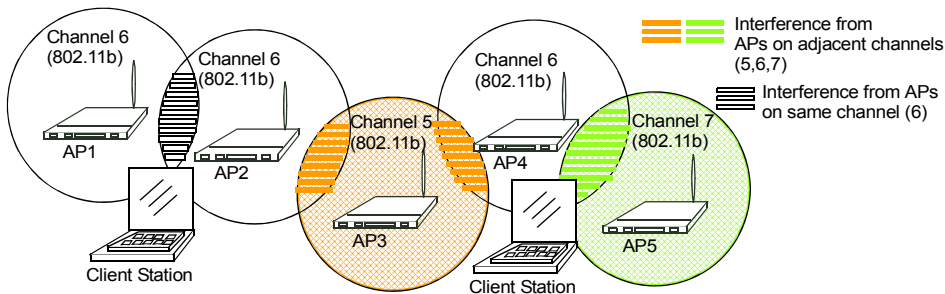 Channel 6
(802.11b)
AP1
Channel 6
(802.11b)
AP2
Client Station
Channel 5
(802.11b)
AP3
Channel 6
(802.11b)
AP4
Client Station
Channel 7
(802.11b)
AP5
Interference from
APs on adjacent channels
(5,6,7)
Interference from APs
on same channel (6)